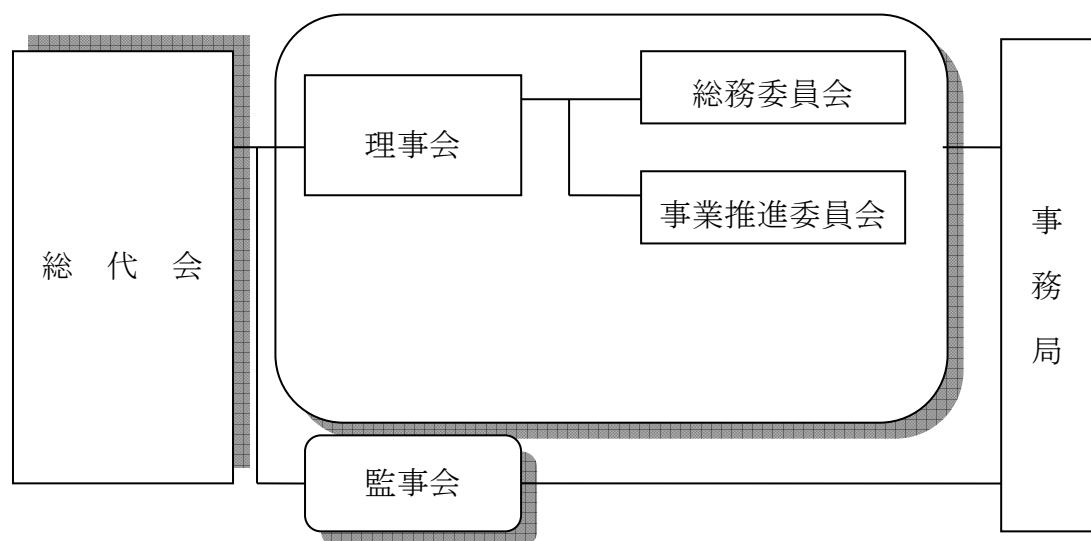 総務委員会
理事会
事業推進委員会
総　代　会
事
務
局
監事会